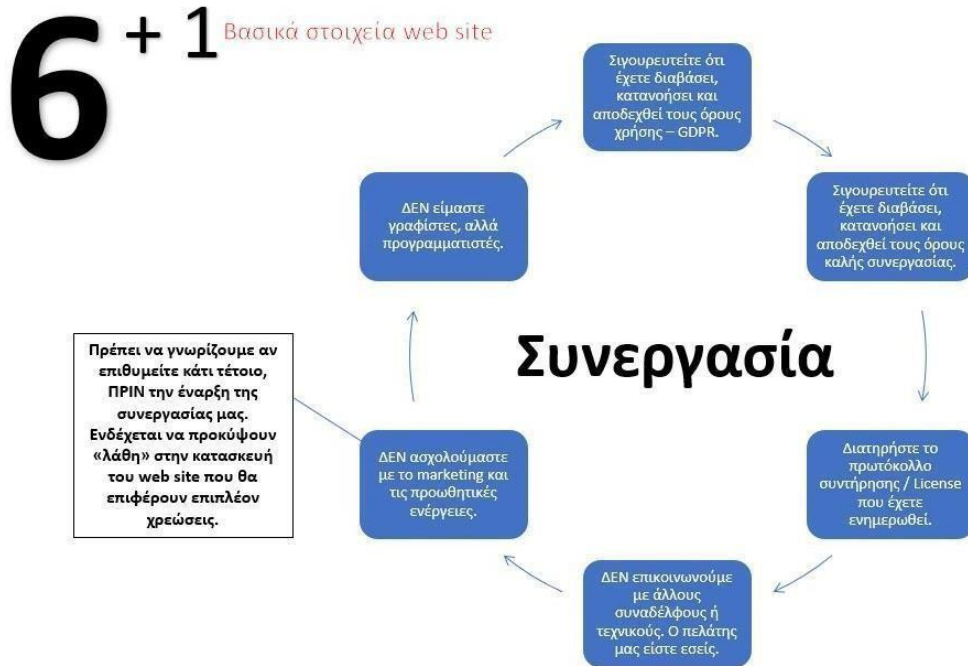 6 + 1 Βασικά στοιχεία web site
Σιγουρευτείτε ότι
έχετε διαβάσει,
κατανοήσει και
αποδεχθεί τους όρους
χρήσης – GDPR.
Σιγουρευτείτε ότι
έχετε διαβάσει,
κατανοήσει και
αποδεχθεί τους όρους
καλής συνεργασίας.
Διατηρήστε το
πρωτόκολλο
συντήρησης / License
που έχετε
ενημερωθεί.
ΔΕΝ επικοινωνούμε
με άλλους
συναδέλφους ή
τεχνικούς. Ο πελάτης
μας είστε εσείς.
ΔΕΝ ασχολούμαστε
με το marketing και
τις προωθητικές
ενέργειες.
Πρέπει να γνωρίζουμε αν
επιθυμείτε κάτι τέτοιο,
ΠΡΙΝ την έναρξη της
συνεργασίας μας.
Ενδέχεται να προκύψουν
«λάθη» στην κατασκευή
του web site που θα
επιφέρουν επιπλέον
χρεώσεις.
ΔΕΝ είμαστε
γραφίστες, αλλά
προγραμματιστές.
Συνεργασία